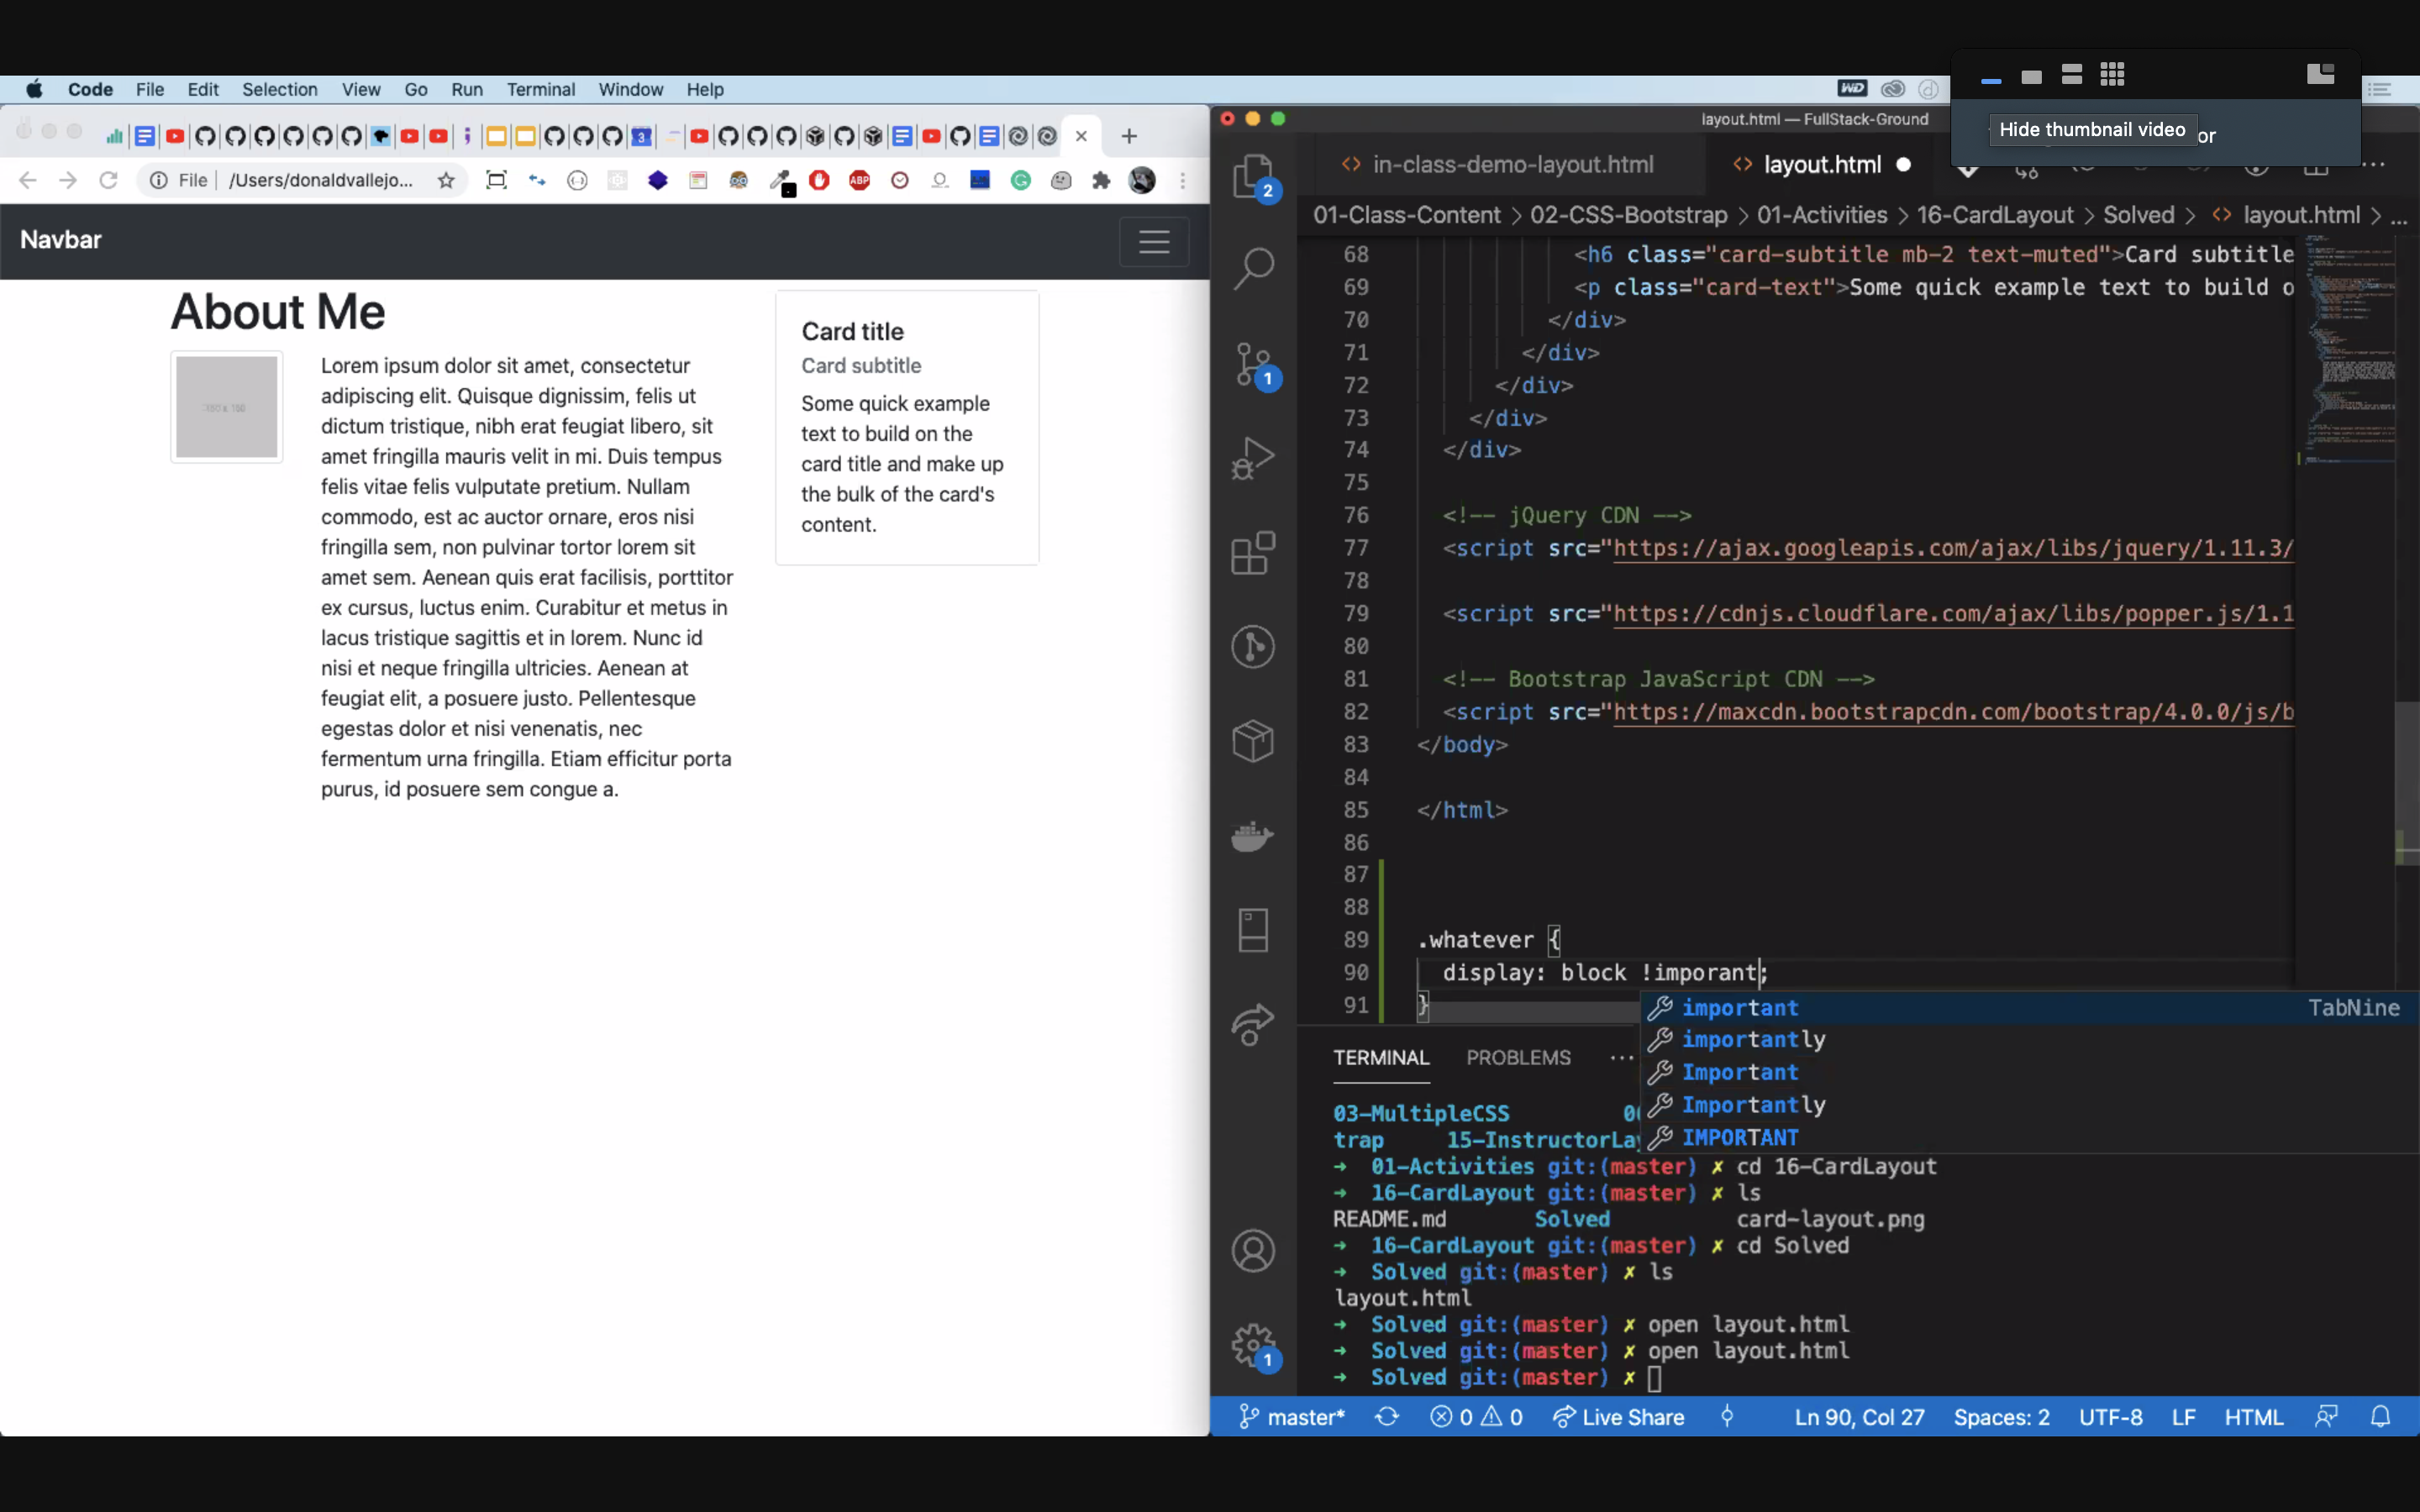 Code File Edit Selection View Go Run Terminal Window Help
WD
3
ABP
File | /Users/donaldvallejo...
Hide thumbnail video or
layout.html — FullStack-Ground
in-class-demo-layout.html
layout.html
01-Class-Content > 02-CSS-Bootstrap > 01-Activities > 16-CardLayout > Solved > layout.html > ...
Navbar
About Me
Lorem ipsum dolor sit amet, consectetur
adipiscing elit. Quisque dignissim, felis ut
dictum tristique, nibh erat feugiat libero, sit
amet fringilla mauris velit in mi. Duis tempus
felis vitae felis vulputate pretium. Nullam
commodo, est ac auctor ornare, eros nisi
fringilla sem, non pulvinar tortor lorem sit
amet sem. Aenean quis erat facilisis, porttitor
ex cursus, luctus enim. Curabitur et metus in
lacus tristique sagittis et in lorem. Nunc id
nisi et neque fringilla ultricies. Aenean at
feugiat elit, a posuere justo. Pellentesque
egestas dolor et nisi venenatis, nec
fermentum urna fringilla. Etiam efficitur porta
purus, id posuere sem congue a.
Card title
Card subtitle
Some quick example
text to build on the
card title and make up
the bulk of the card's
content.
2
1
1
68 <h6 class="card-subtitle mb-2 text-muted">Card subtitle
69 <p class="card-text">Some quick example text to build o
70 </div>
71 </div>
72 </div>
73 </div>
74 </div>
75
76 <!-- jQuery CDN -->
77 <script src="https://ajax.googleapis.com/ajax/libs/jquery/1.11.3/
78
79 <script src="https://cdnjs.cloudflare.com/ajax/libs/popper.js/1.1
80
81 <!-- Bootstrap JavaScript CDN -->
82 <script src="https://maxcdn.bootstrapcdn.com/bootstrap/4.0.0/js/b
83 </body>
84
85 </html>
86
87
88
89 .whatever {
90 display: block !imporant;
91 }
important TabNine
importantly
Important
Importantly
IMPORTANT
TERMINAL PROBLEMS ...
03-MultipleCSS
trap 15-InstructorLay
→ 01-Activities git:(master) ✗ cd 16-CardLayout
→ 16-CardLayout git:(master) ✗ ls
README.md Solved card-layout.png
→ 16-CardLayout git:(master) ✗ cd Solved
→ Solved git:(master) ✗ ls
layout.html
→ Solved git:(master) ✗ open layout.html
→ Solved git:(master) ✗ open layout.html
→ Solved git:(master) ✗
master* 0 0 Live Share Ln 90, Col 27 Spaces: 2 UTF-8 LF HTML